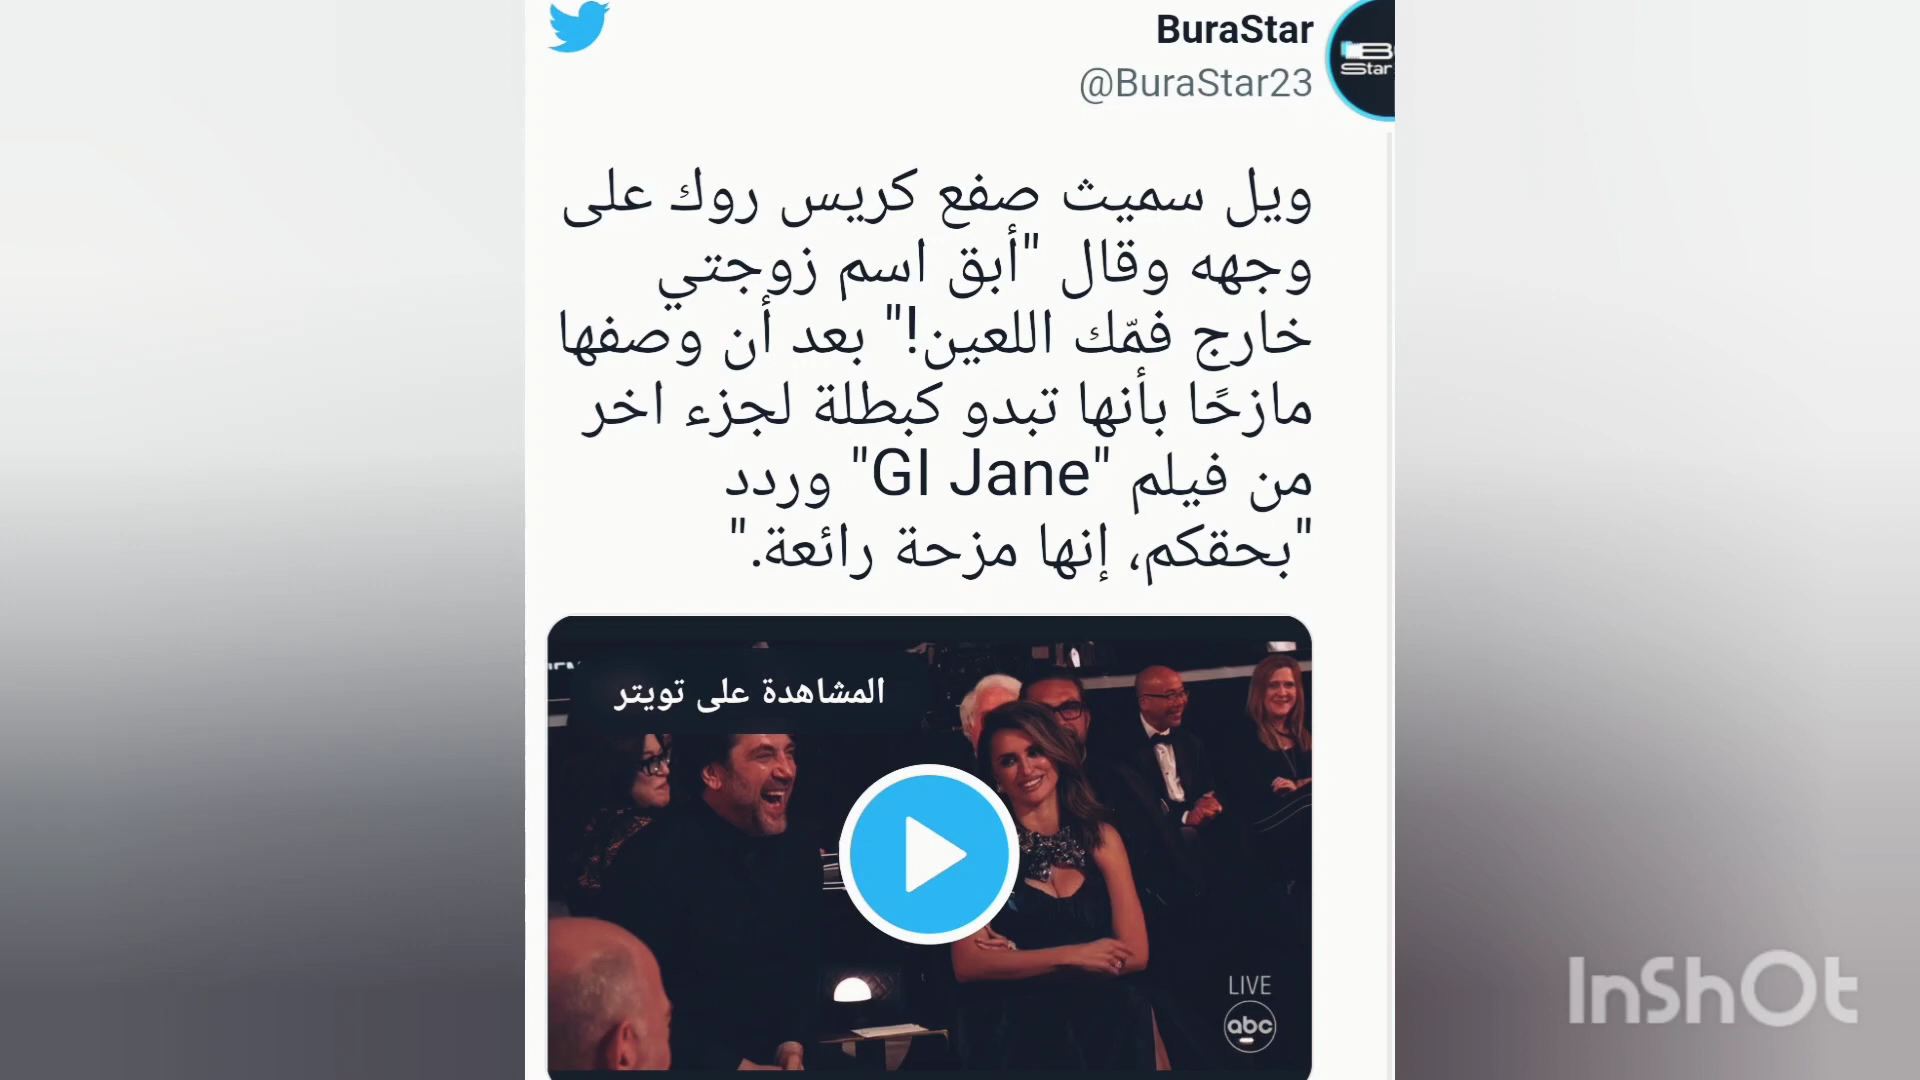 BuraStar
@BuraStar23
B
Star
ويل سميث صفع كريس روك على
وجهه وقال "أبق اسم زوجتي
خارج فمّك اللعين!" بعد أن وصفها
مازحًا بأنها تبدو كبطلة لجزء اخر
من فيلم "GI Jane" وردد
"بحقكم، إنها مزحة رائعة."
المشاهدة على تويتر
LIVE
abc
InShOt